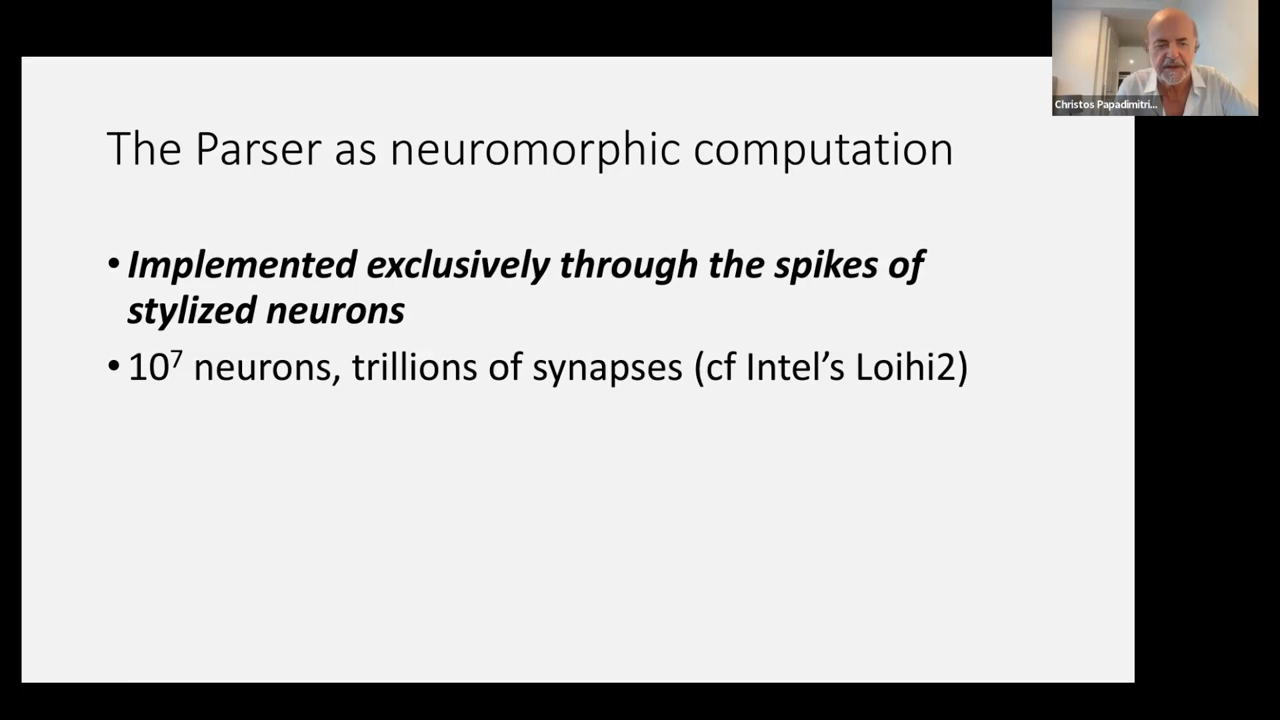 Christos Papadimitri...
The Parser as neuromorphic computation
• Implemented exclusively through the spikes of
stylized neurons
• 10⁷ neurons, trillions of synapses (cf Intel’s Loihi2)